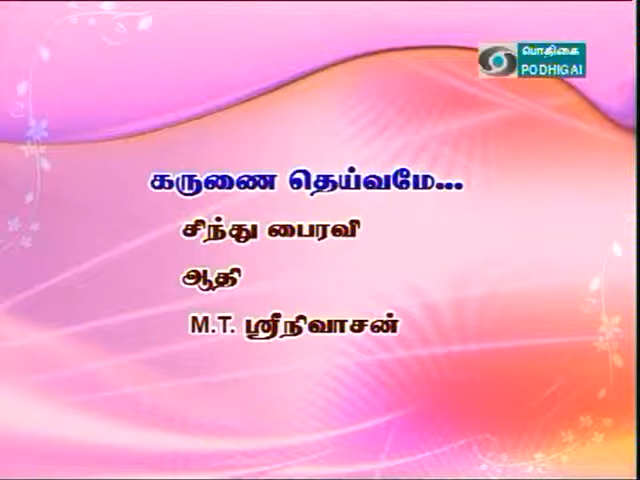 பொதிகை
PODHIGAI
கருணை தெய்வமே...
சிந்து பைரவி
ஆதி
M.T. ஸ்ரீநிவாசன்